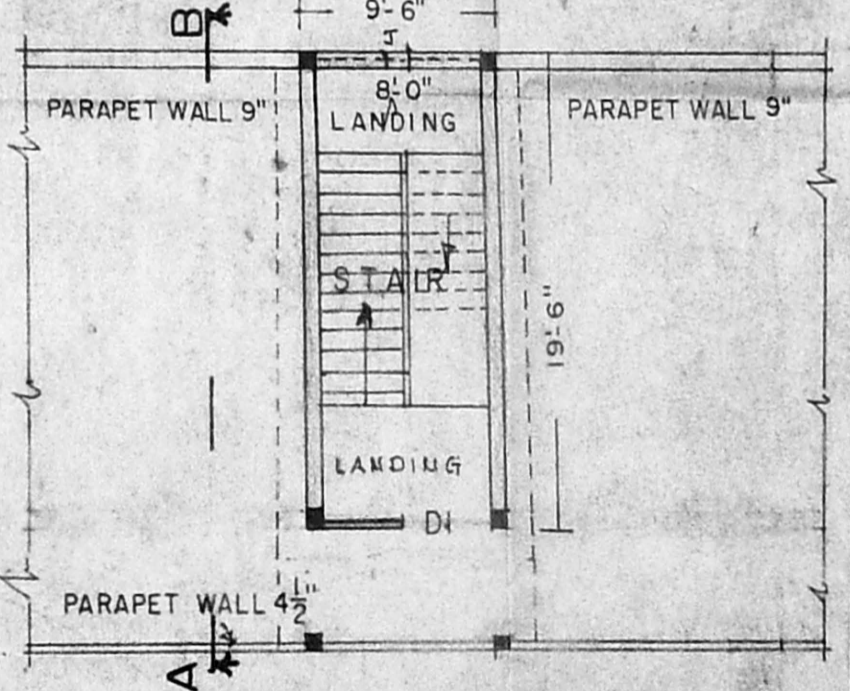 B
9'-6"
J
8'-0"
LANDING
PARAPET WALL 9"
PARAPET WALL 9"
STAIR
19'-6"
LANDING
D1
PARAPET WALL 4½"
A